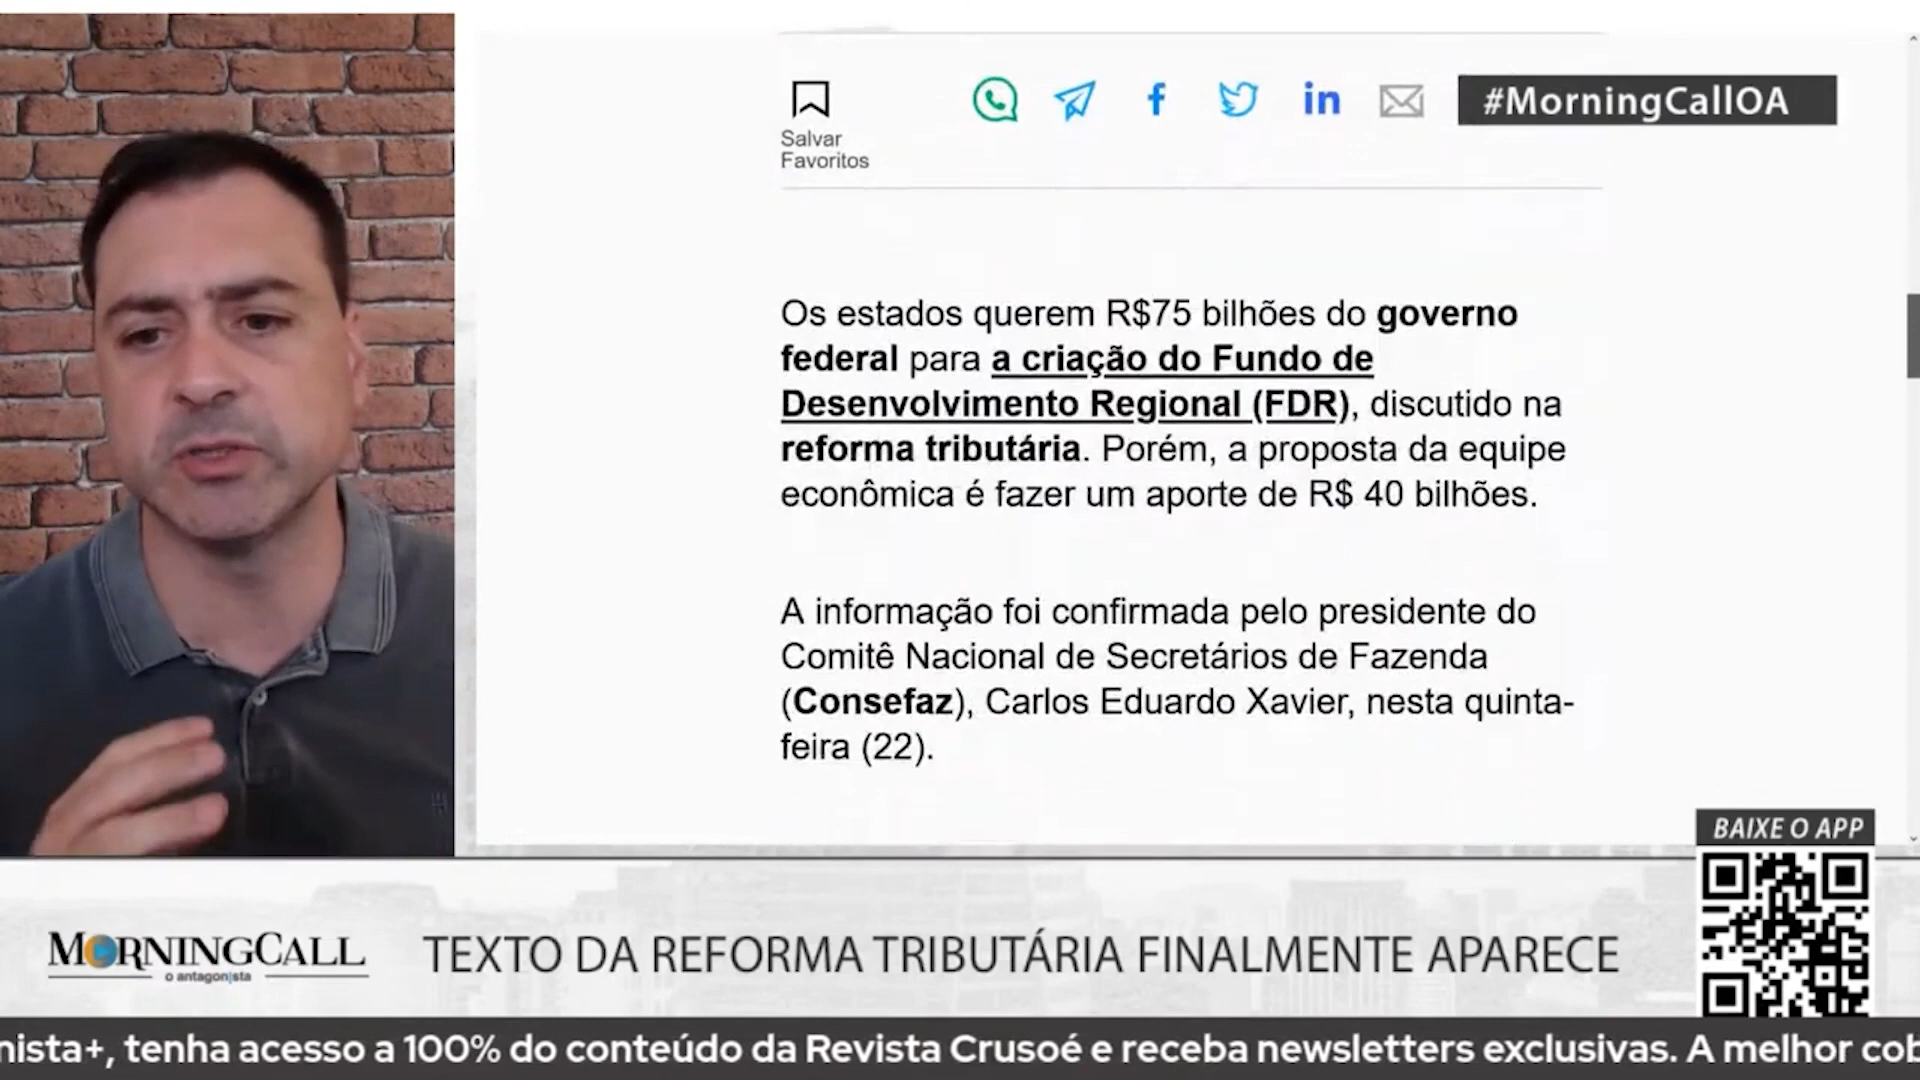 Salvar
Favoritos
#MorningCallOA
Os estados querem R$75 bilhões do governo
federal para a criação do Fundo de
Desenvolvimento Regional (FDR), discutido na
reforma tributária. Porém, a proposta da equipe
econômica é fazer um aporte de R$ 40 bilhões.
A informação foi confirmada pelo presidente do
Comitê Nacional de Secretários de Fazenda
(Consefaz), Carlos Eduardo Xavier, nesta quinta-
feira (22).
BAIXE O APP
MORNINGCALL
o antagonista
TEXTO DA REFORMA TRIBUTÁRIA FINALMENTE APARECE
nista+, tenha acesso a 100% do conteúdo da Revista Crusoé e receba newsletters exclusivas. A melhor cob